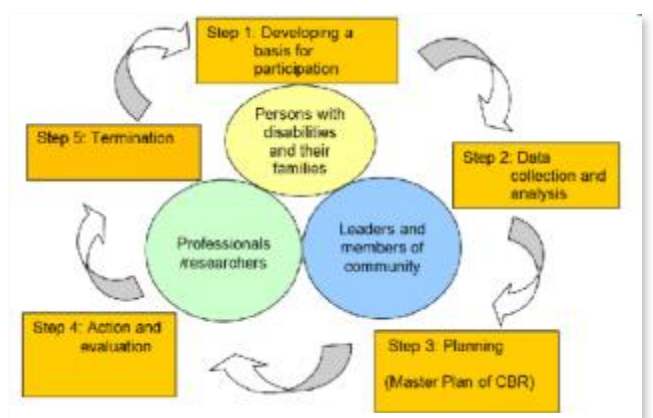 Step 1: Developing a
basis for
participation
Persons with
disabilities
and their
families
Step 5: Termination
Step 2: Data
collection and
analysis
Professionals
/researchers
Leaders and
members of
community
Step 4: Action and
evaluation
Step 3: Planning
(Master Plan of CBR)